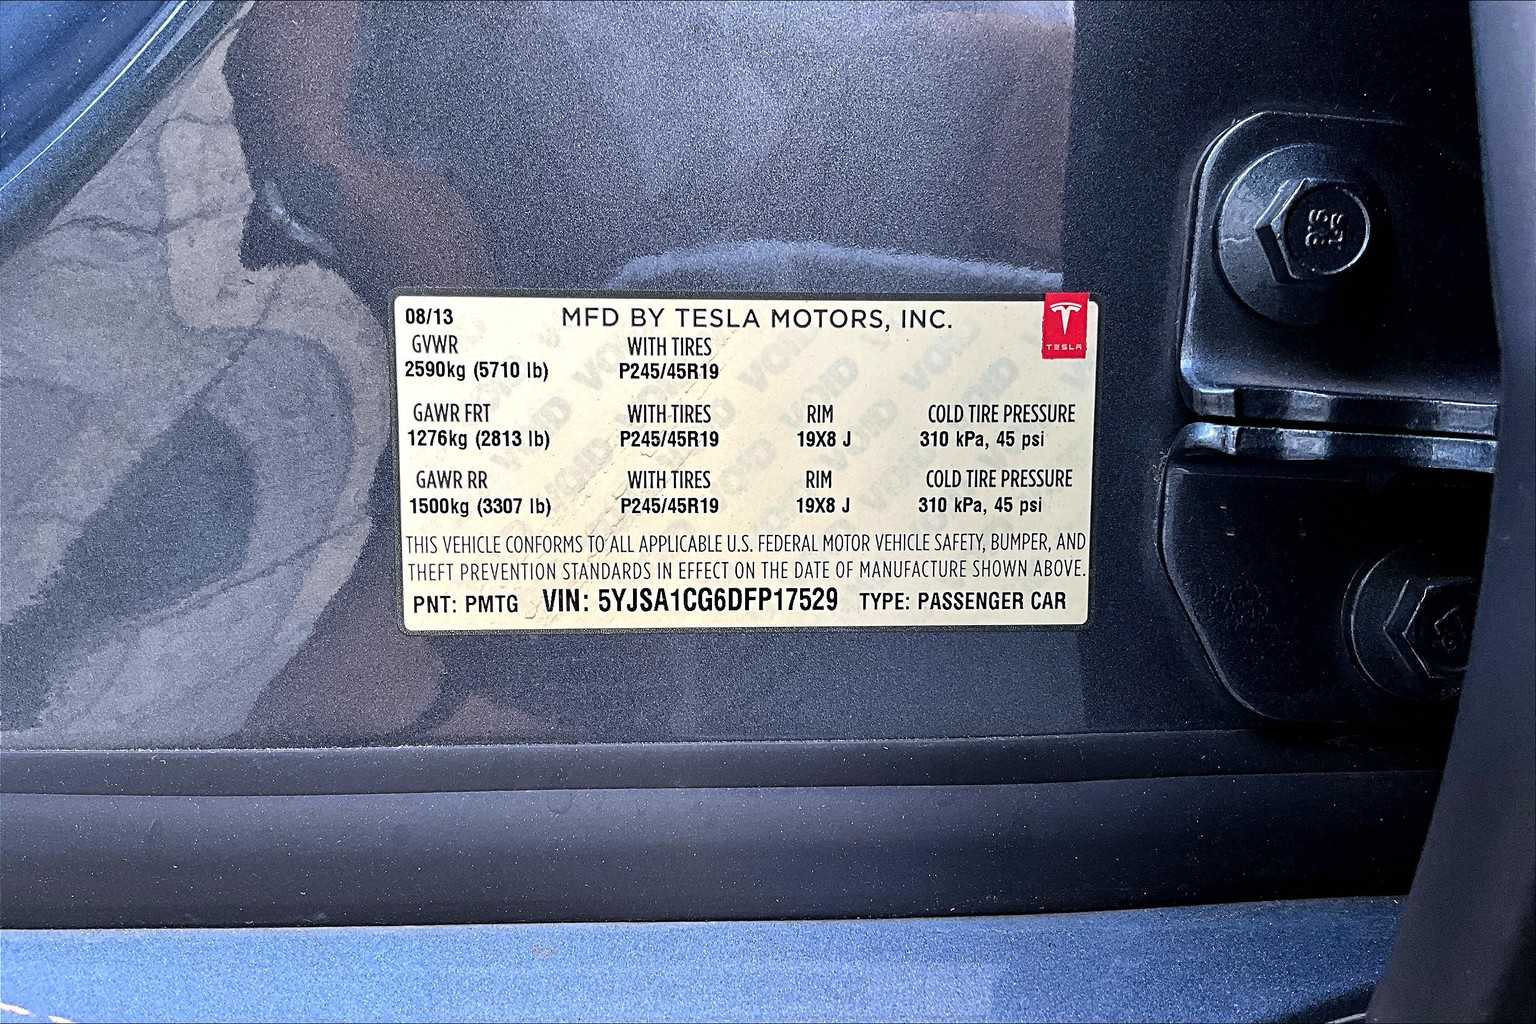 08/13 MFD BY TESLA MOTORS, INC.
TESLA
GVWR WITH TIRES
2590kg (5710 lb) P245/45R19
GAWR FRT WITH TIRES RIM COLD TIRE PRESSURE
1276kg (2813 lb) P245/45R19 19X8 J 310 kPa, 45 psi
GAWR RR WITH TIRES RIM COLD TIRE PRESSURE
1500kg (3307 lb) P245/45R19 19X8 J 310 kPa, 45 psi
THIS VEHICLE CONFORMS TO ALL APPLICABLE U.S. FEDERAL MOTOR VEHICLE SAFETY, BUMPER, AND
THEFT PREVENTION STANDARDS IN EFFECT ON THE DATE OF MANUFACTURE SHOWN ABOVE.
PNT: PMTG VIN: 5YJSA1CG6DFP17529 TYPE: PASSENGER CAR